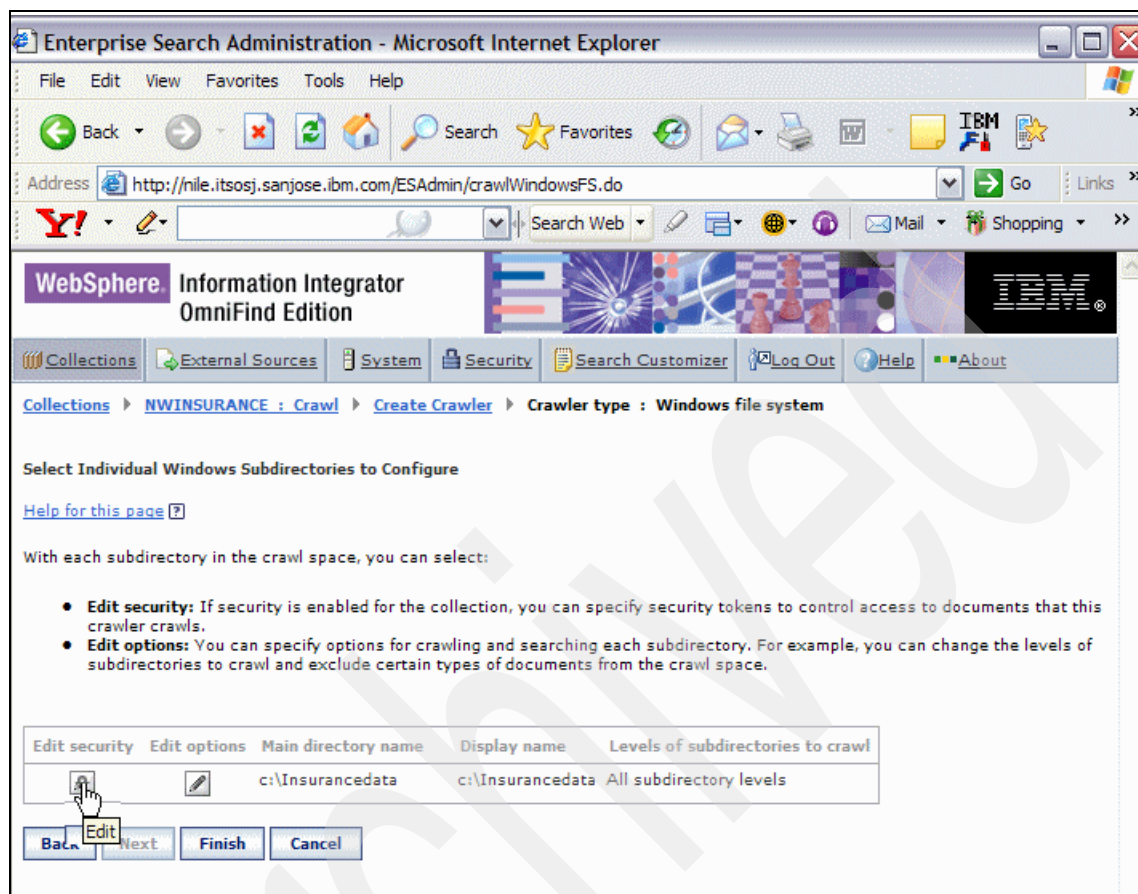 Enterprise Search Administration - Microsoft Internet Explorer
File Edit View Favorites Tools Help
Back Search Favorites IBM
Address http://nile.itsosj.sanjose.ibm.com/ESAdmin/crawlWindowsFS.do Go Links »
Y! Search Web Mail Shopping »
WebSphere® Information Integrator
OmniFind Edition
IBM®
Collections External Sources System Security Search Customizer Log Out Help About
Collections NWINSURANCE : Crawl Create Crawler Crawler type : Windows file system
Select Individual Windows Subdirectories to Configure
Help for this page ?
With each subdirectory in the crawl space, you can select:
• Edit security: If security is enabled for the collection, you can specify security tokens to control access to documents that this
crawler crawls.
• Edit options: You can specify options for crawling and searching each subdirectory. For example, you can change the levels of
subdirectories to crawl and exclude certain types of documents from the crawl space.
Edit security Edit options Main directory name Display name Levels of subdirectories to crawl
c:\Insurancedata c:\Insurancedata All subdirectory levels
Edit
Back Next Finish Cancel